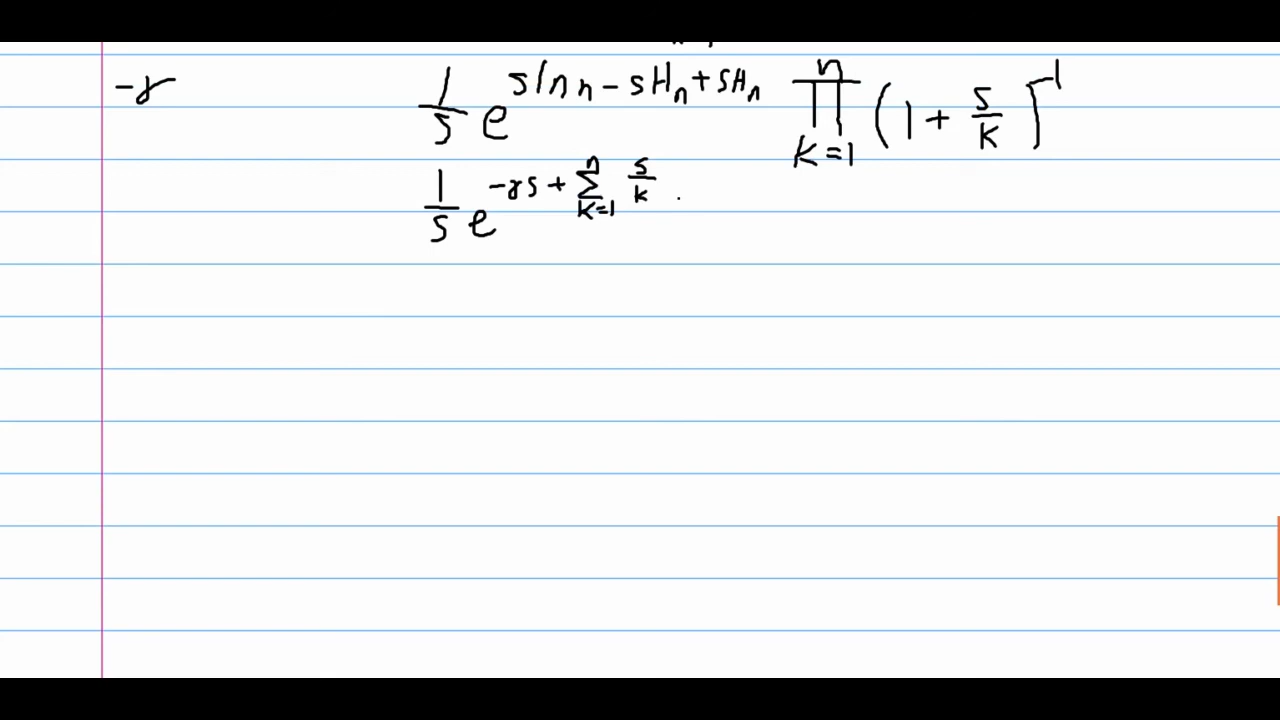 -γ 1/s e^{s ln n - sH_n + sH_n} ∏_{k=1}^{n} (1 + s/k)^{-1}
1/s e^{-γs + ∑_{k=1}^{n} s/k} .